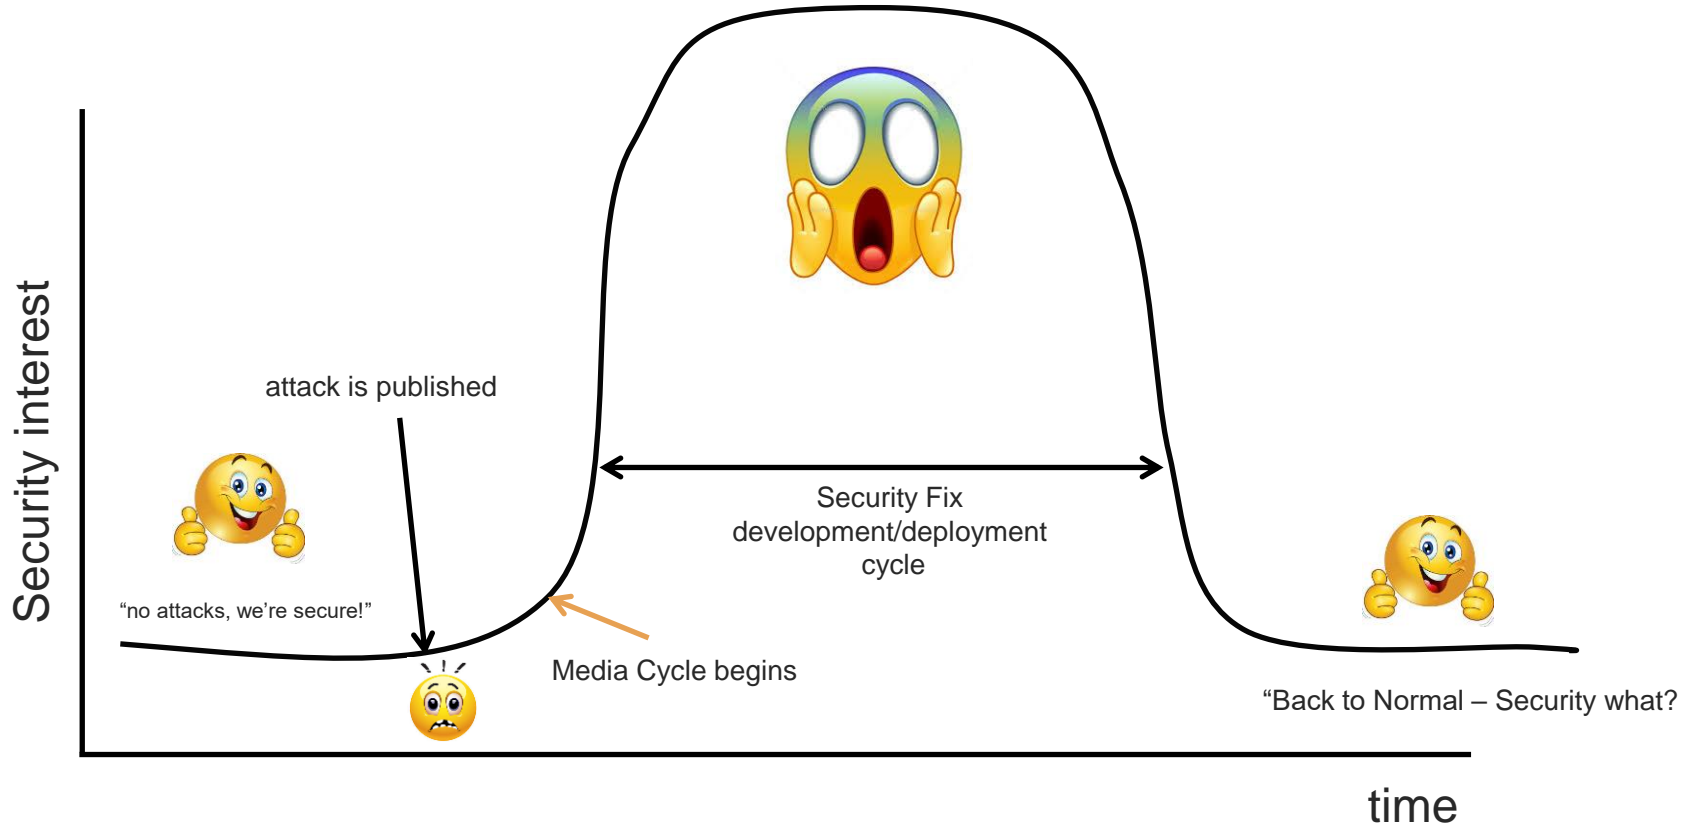 Security interest
attack is published
“no attacks, we’re secure!”
Media Cycle begins
Security Fix
development/deployment
cycle
“Back to Normal – Security what?
time